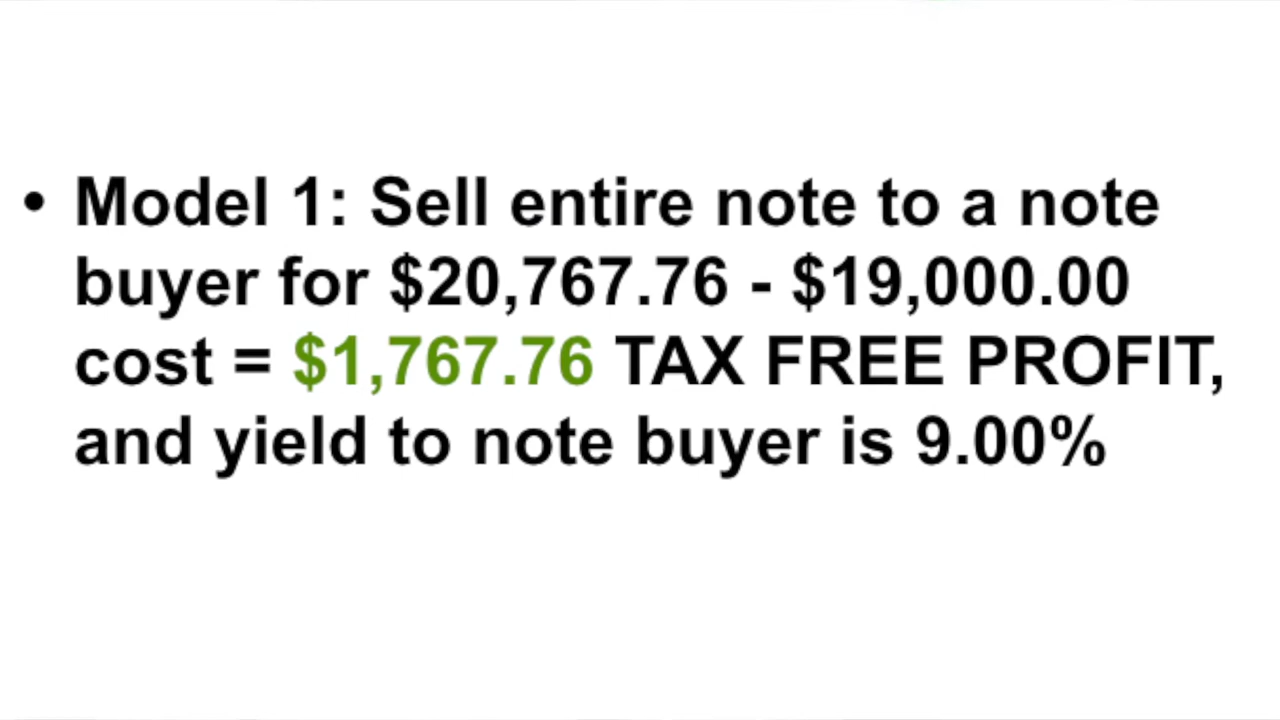 • Model 1: Sell entire note to a note
buyer for $20,767.76 - $19,000.00
cost = $1,767.76 TAX FREE PROFIT,
and yield to note buyer is 9.00%